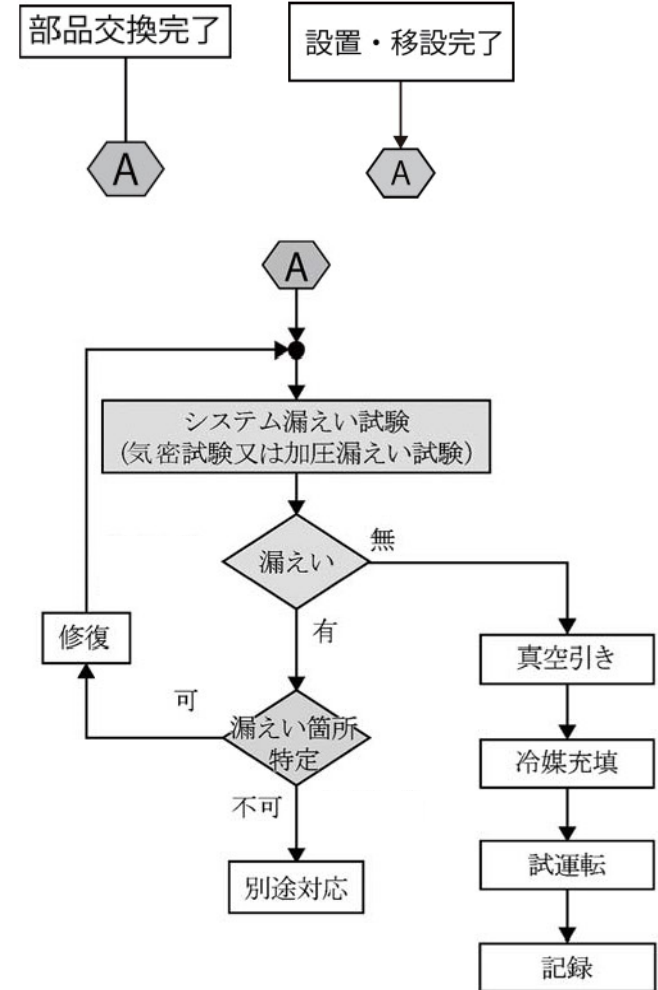 部品交換完了
設置・移設完了
A
A
A
システム漏えい試験
（気密試験又は加圧漏えい試験）
漏えい
無
有
修復
真空引き
可
漏えい箇所
特定
冷媒充填
不可
別途対応
試運転
記録